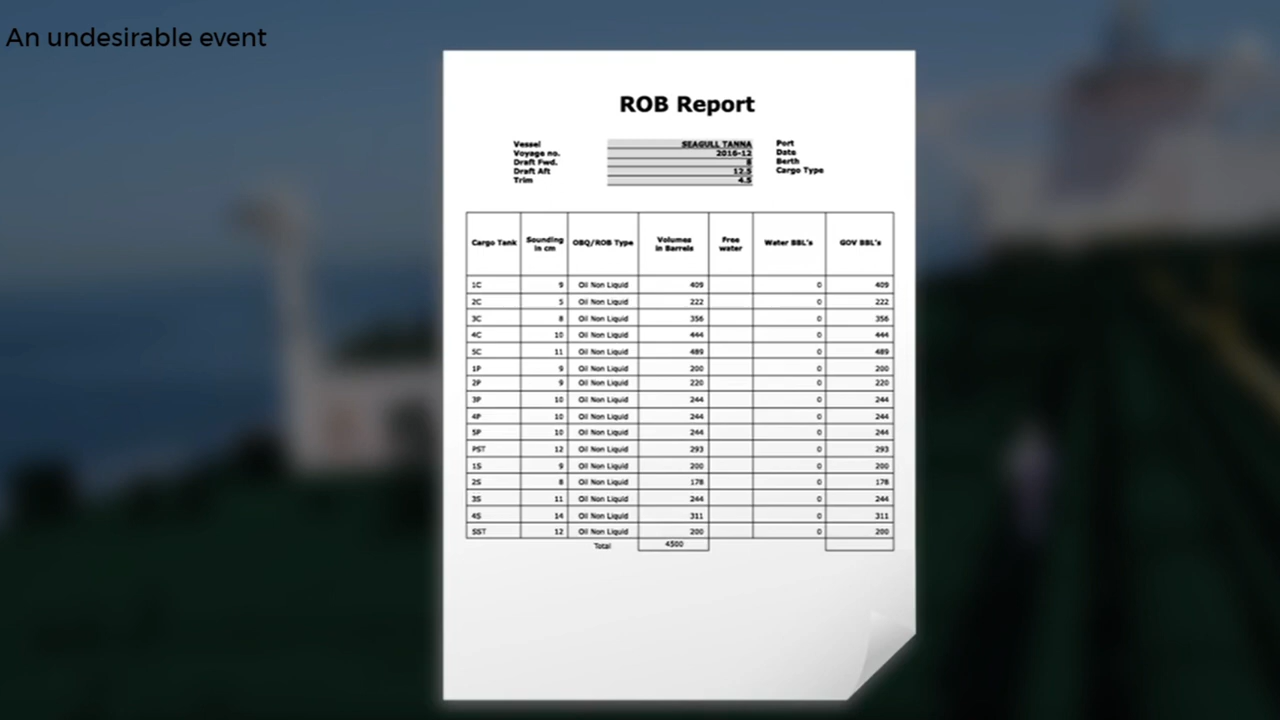 An undesirable event
ROB Report
Vessel SEAGULL TANNA Port
Voyage no. 2016-12 Date
Draft Fwd. 8 Berth
Draft Aft 12.5 Cargo Type
Trim 4.5
Cargo Tank Sounding in cm OBQ/ROB Type Volumes in Barrels Free water Water BBL's GOV BBL's
1C 9 Oil Non Liquid 409 0 409
2C 5 Oil Non Liquid 222 0 222
3C 8 Oil Non Liquid 356 0 356
4C 10 Oil Non Liquid 444 0 444
5C 11 Oil Non Liquid 489 0 489
1P 9 Oil Non Liquid 200 0 200
2P 9 Oil Non Liquid 220 0 220
3P 10 Oil Non Liquid 244 0 244
4P 10 Oil Non Liquid 244 0 244
5P 10 Oil Non Liquid 244 0 244
PST 12 Oil Non Liquid 293 0 293
1S 9 Oil Non Liquid 200 0 200
2S 8 Oil Non Liquid 178 0 178
3S 11 Oil Non Liquid 244 0 244
4S 14 Oil Non Liquid 311 0 311
SST 12 Oil Non Liquid 200 0 200
Total 4500